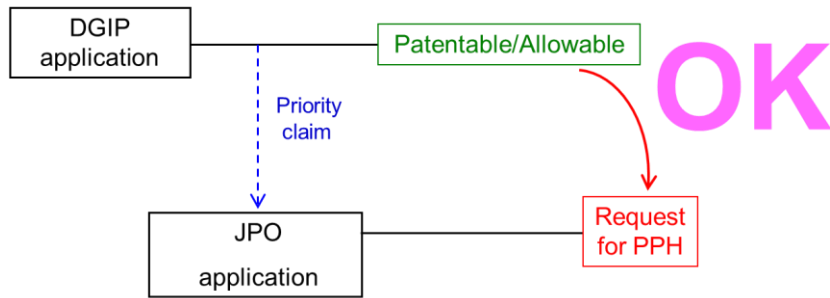 DGIP
application
Patentable/Allowable
OK
Priority
claim
JPO
application
Request
for PPH